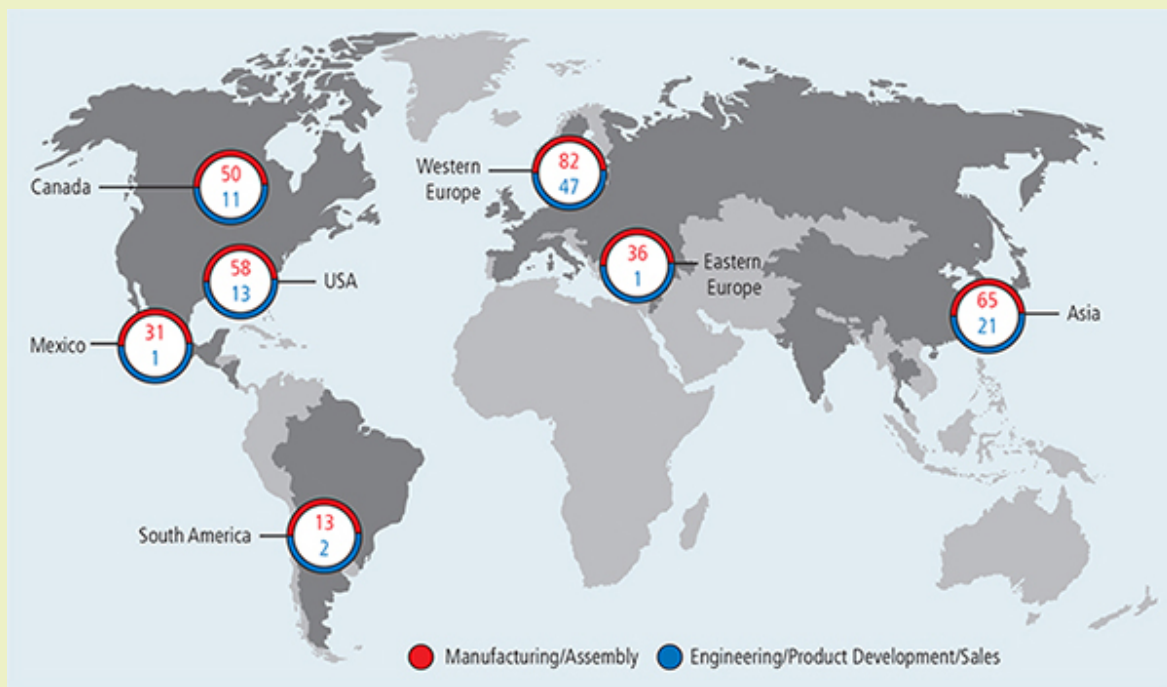 Canada
50
11
Western
Europe
82
47
58
13
USA
36
1
Eastern
Europe
65
21
Asia
Mexico
31
1
South America
13
2
Manufacturing/Assembly
Engineering/Product Development/Sales